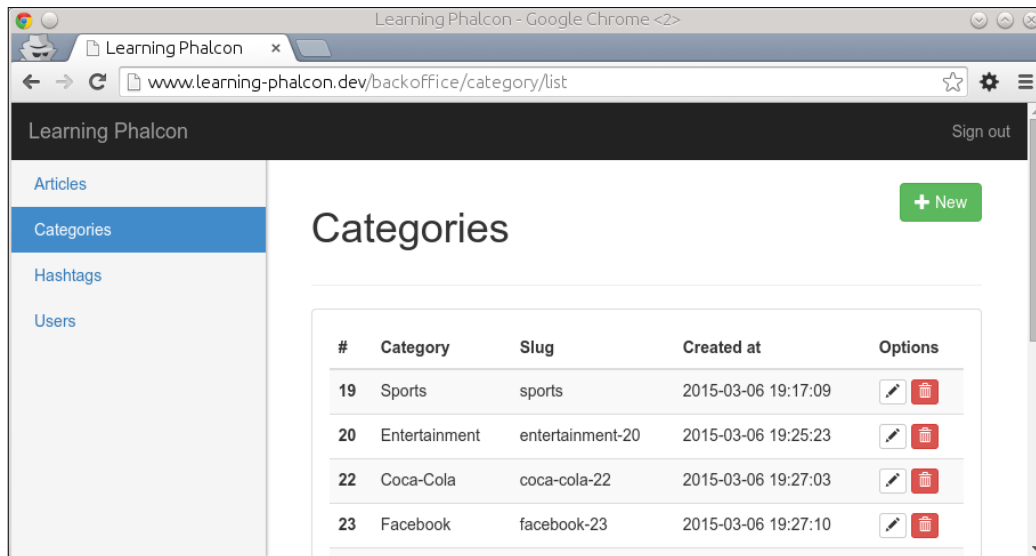 Learning Phalcon - Google Chrome <2>
Learning Phalcon
www.learning-phalcon.dev/backoffice/category/list
Learning Phalcon Sign out
Articles
Categories
Hashtags
Users
New
Categories
# Category Slug Created at Options
19 Sports sports 2015-03-06 19:17:09
20 Entertainment entertainment-20 2015-03-06 19:25:23
22 Coca-Cola coca-cola-22 2015-03-06 19:27:03
23 Facebook facebook-23 2015-03-06 19:27:10